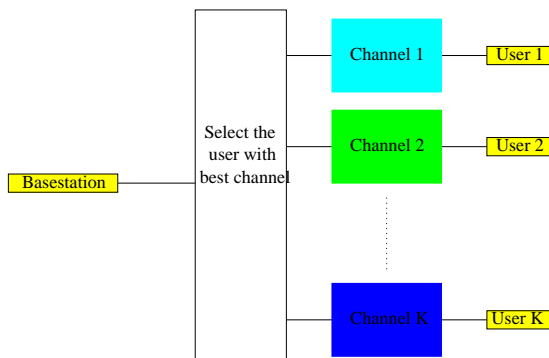 Channel 1
User 1
Select the
user with
best channel
Channel 2
User 2
Basestation
Channel K
User K